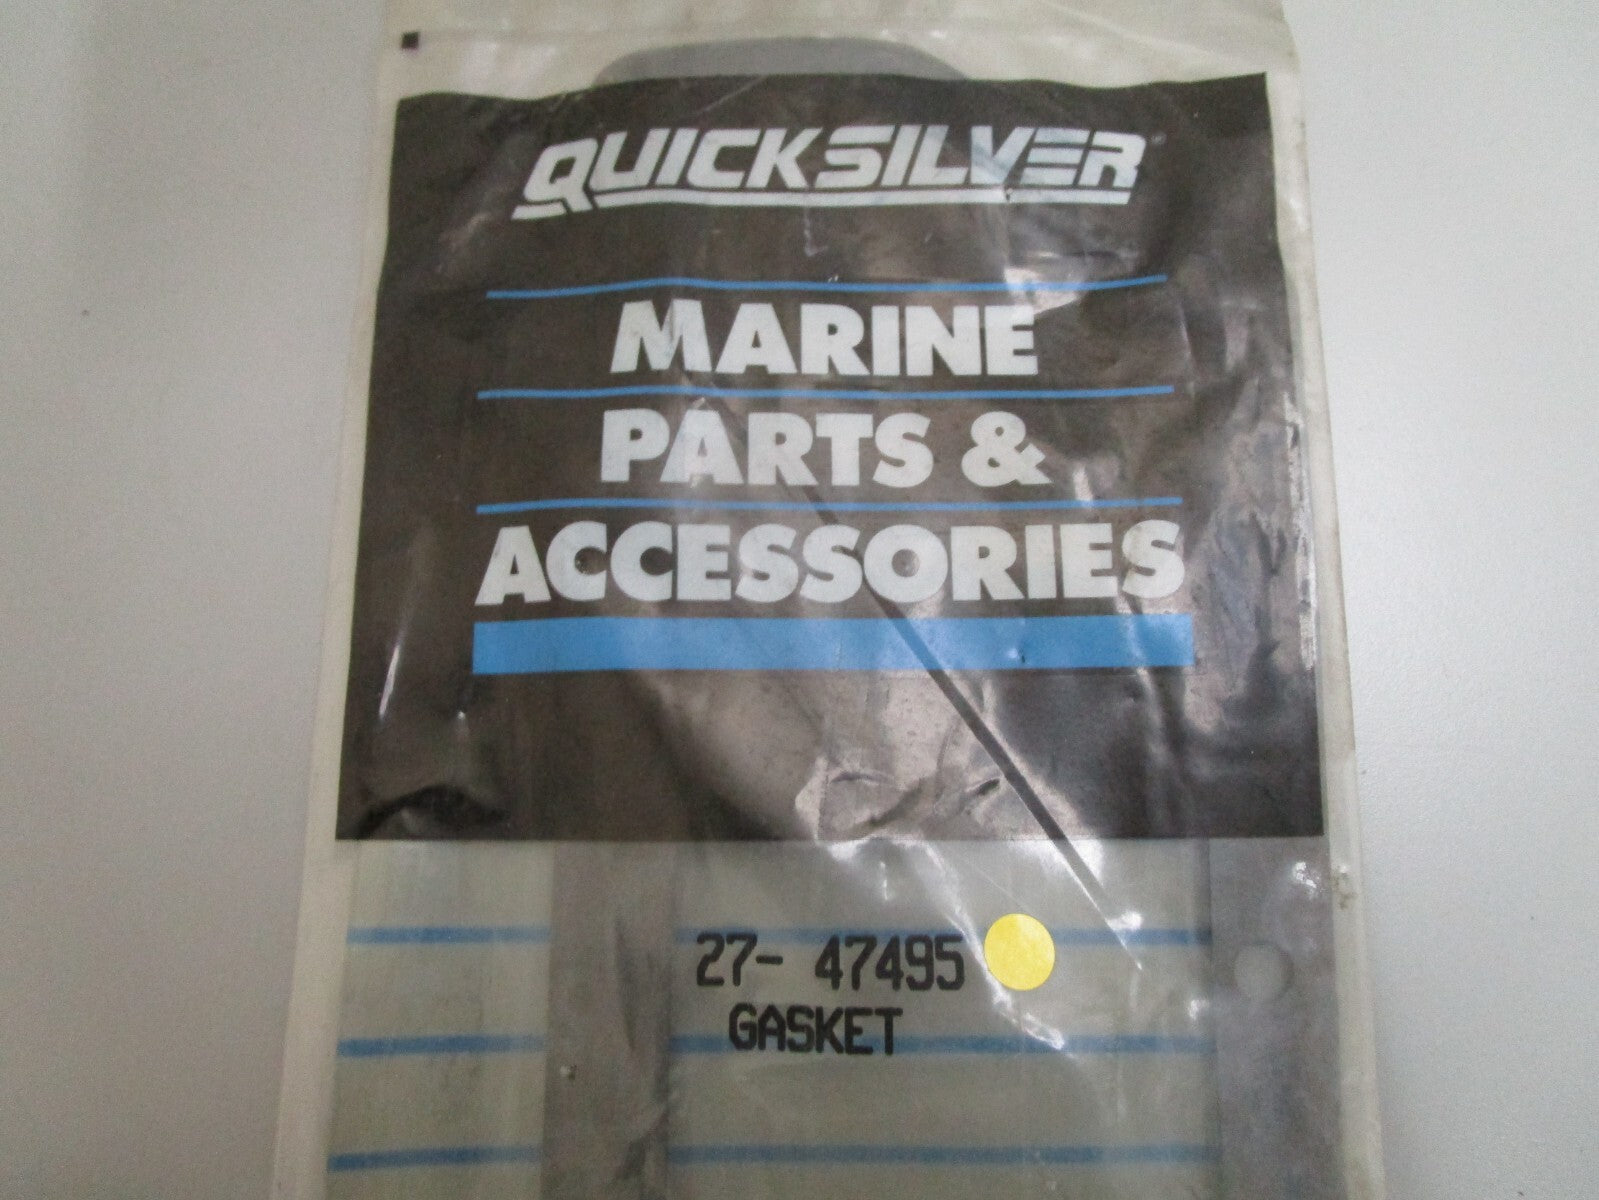 QUICKSILVER
MARINE
PARTS &
ACCESSORIES
27- 47495
GASKET